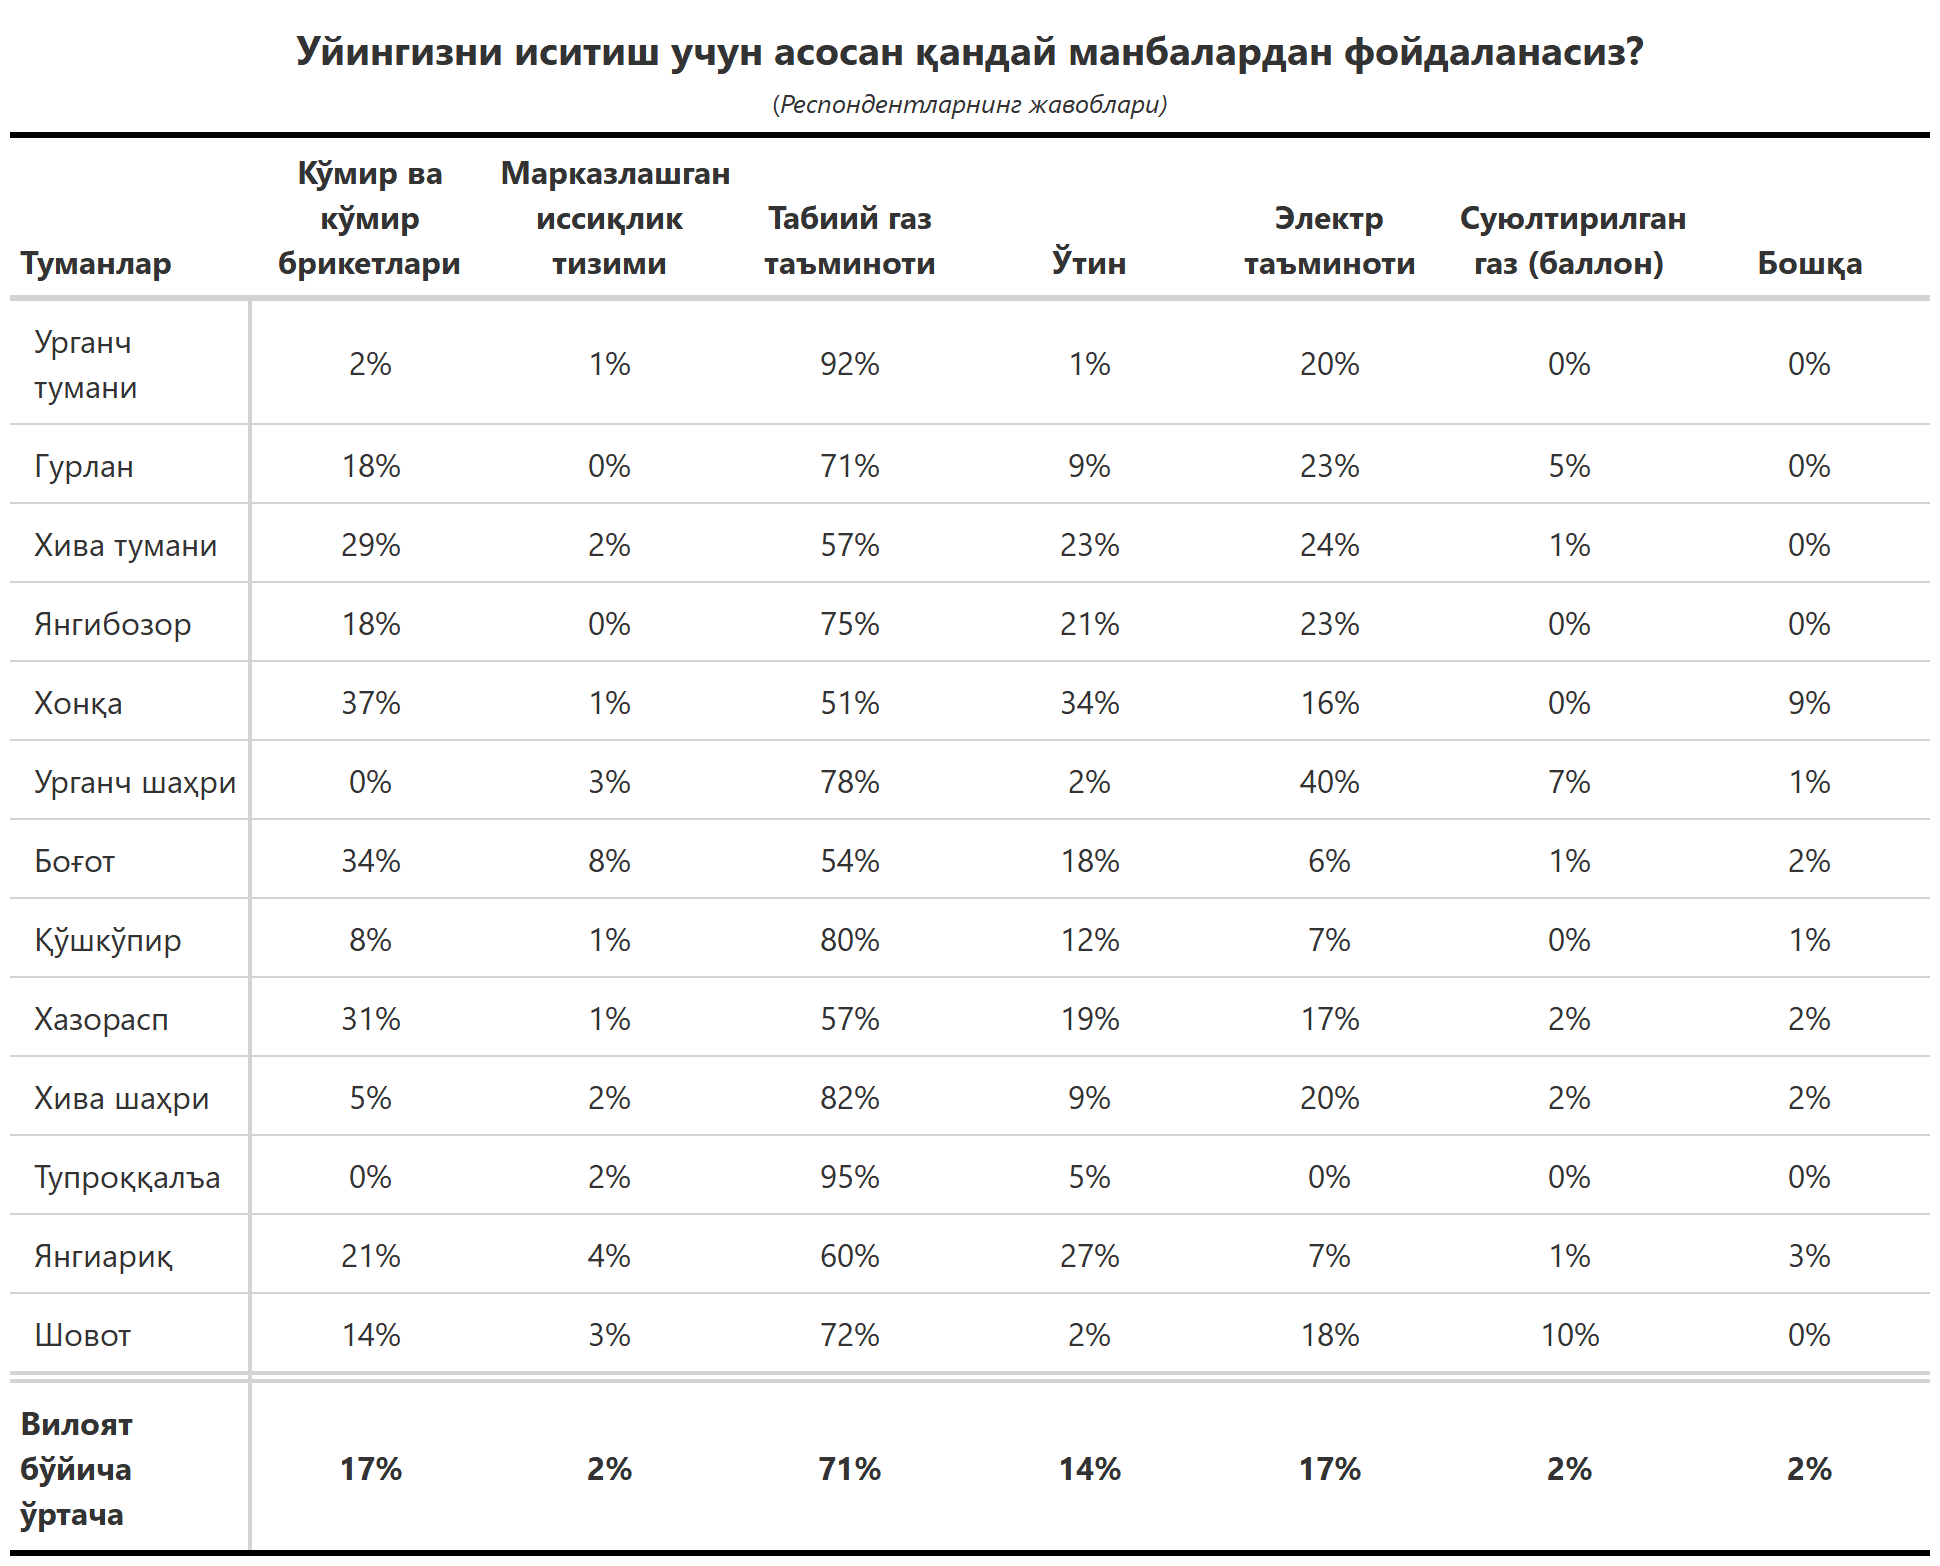 Уйингизни иситиш учун асосан қандай манбалардан фойдаланасиз?
(Респондентларнинг жавоблари)
Туманлар Кўмир ва кўмир брикетлари Марказлашган иссиқлик тизими Табиий газ таъминоти Ўтин Электр таъминоти Суюлтирилган газ (баллон) Бошқа
Урганч тумани 2% 1% 92% 1% 20% 0% 0%
Гурлан 18% 0% 71% 9% 23% 5% 0%
Хива тумани 29% 2% 57% 23% 24% 1% 0%
Янгибозор 18% 0% 75% 21% 23% 0% 0%
Хонқа 37% 1% 51% 34% 16% 0% 9%
Урганч шаҳри 0% 3% 78% 2% 40% 7% 1%
Боғот 34% 8% 54% 18% 6% 1% 2%
Қўшкўпир 8% 1% 80% 12% 7% 0% 1%
Хазорасп 31% 1% 57% 19% 17% 2% 2%
Хива шаҳри 5% 2% 82% 9% 20% 2% 2%
Тупроққалъа 0% 2% 95% 5% 0% 0% 0%
Янгиариқ 21% 4% 60% 27% 7% 1% 3%
Шовот 14% 3% 72% 2% 18% 10% 0%
Вилоят бўйича ўртача 17% 2% 71% 14% 17% 2% 2%